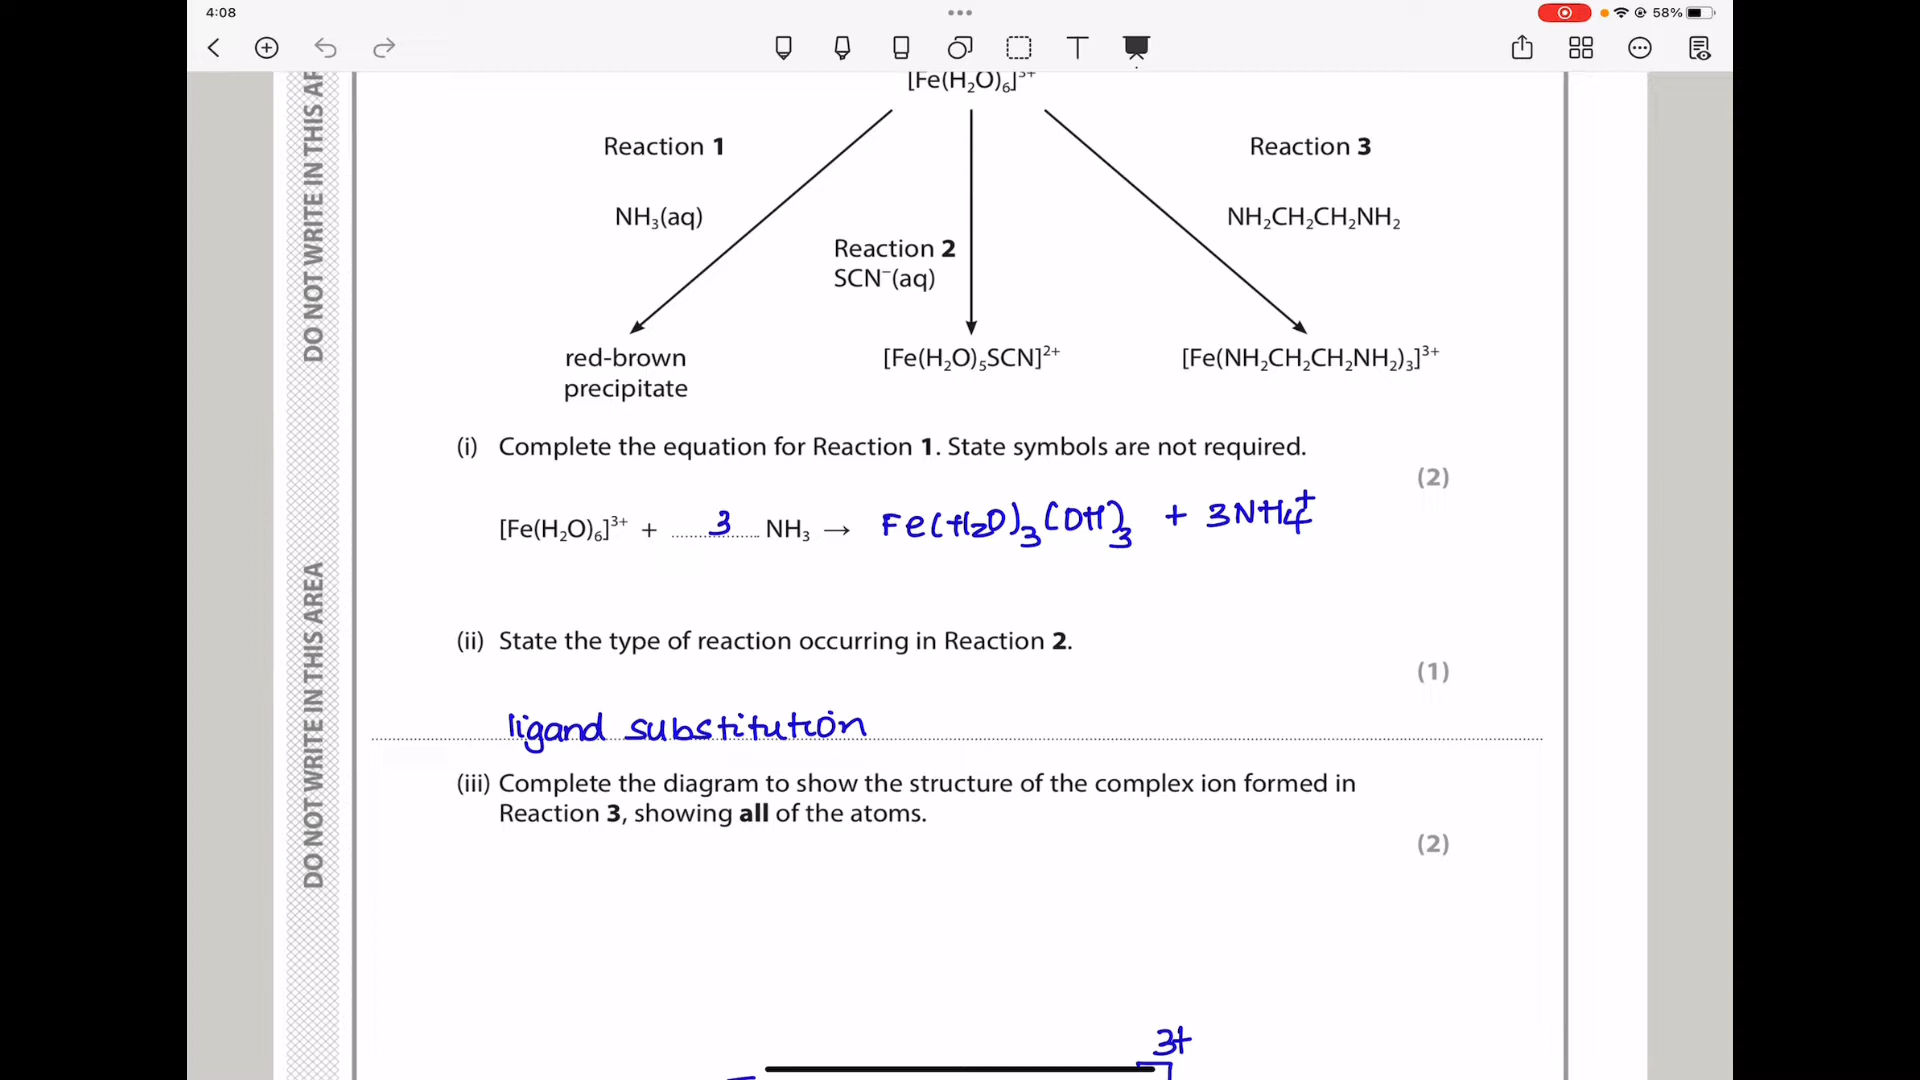 4:08
58%
[Fe(H₂O)₆]³⁺
Reaction 1
Reaction 3
NH₃(aq)
NH₂CH₂CH₂NH₂
Reaction 2
SCN⁻(aq)
red-brown
precipitate
[Fe(H₂O)₅SCN]²⁺
[Fe(NH₂CH₂CH₂NH₂)₃]³⁺
(i) Complete the equation for Reaction 1. State symbols are not required.
(2)
[Fe(H₂O)₆]³⁺ + 3 NH₃ → Fe(H₂O)₃(OH)₃ + 3NH₄⁺
(ii) State the type of reaction occurring in Reaction 2.
(1)
ligand substitution
(iii) Complete the diagram to show the structure of the complex ion formed in
Reaction 3, showing all of the atoms.
(2)
3+
DO NOT WRITE IN THIS AR
DO NOT WRITE IN THIS AREA